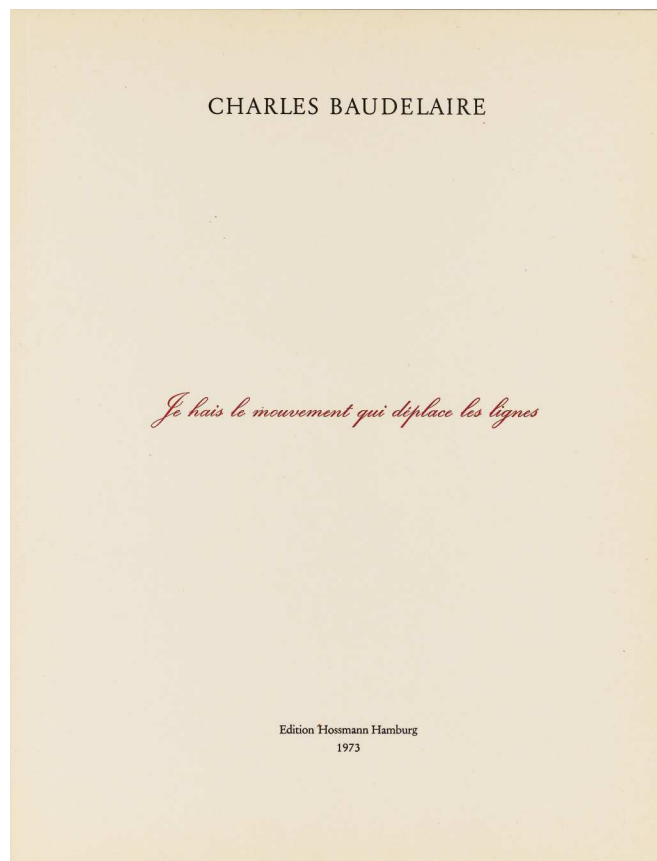 CHARLES BAUDELAIRE
Je hais le mouvement qui déplace les lignes
Edition Hossmann Hamburg
1973